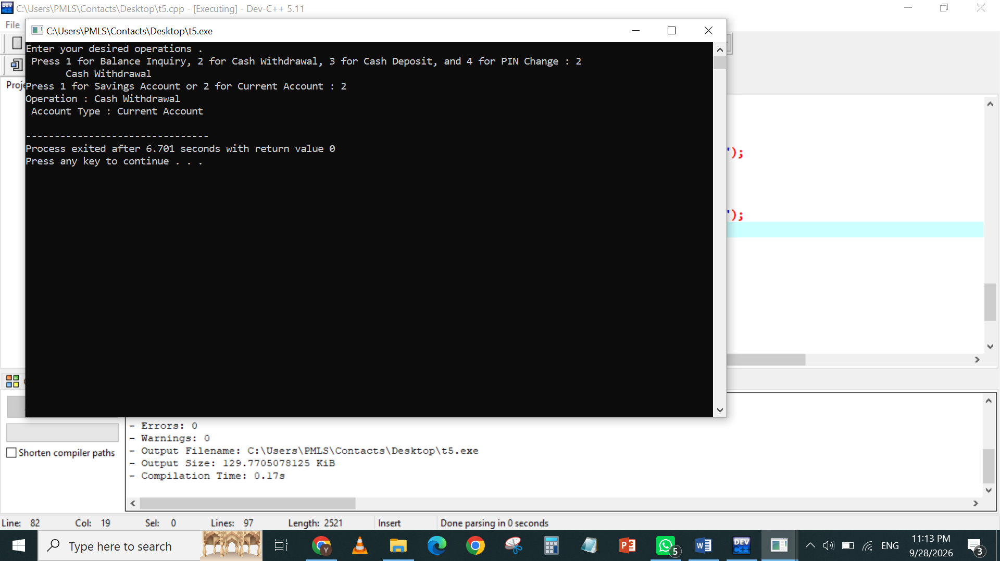 C:\Users\PMLS\Contacts\Desktop\t5.cpp - [Executing] - Dev-C++ 5.11
File
C:\Users\PMLS\Contacts\Desktop\t5.exe
Enter your desired operations .
Press 1 for Balance Inquiry, 2 for Cash Withdrawal, 3 for Cash Deposit, and 4 for PIN Change : 2
Cash Withdrawal
Proje
Press 1 for Savings Account or 2 for Current Account : 2
Operation : Cash Withdrawal
Account Type : Current Account
--------------------------------
Process exited after 6.701 seconds with return value 0
Press any key to continue . . .
");
");
- Errors: 0
- Warnings: 0
- Output Filename: C:\Users\PMLS\Contacts\Desktop\t5.exe
- Output Size: 129.7705078125 KiB
- Compilation Time: 0.17s
Shorten compiler paths
Line: 82 Col: 19 Sel: 0 Lines: 97 Length: 2521 Insert Done parsing in 0 seconds
Type here to search
Y
5
W
DEV C++
ENG
11:13 PM
9/28/2026
3